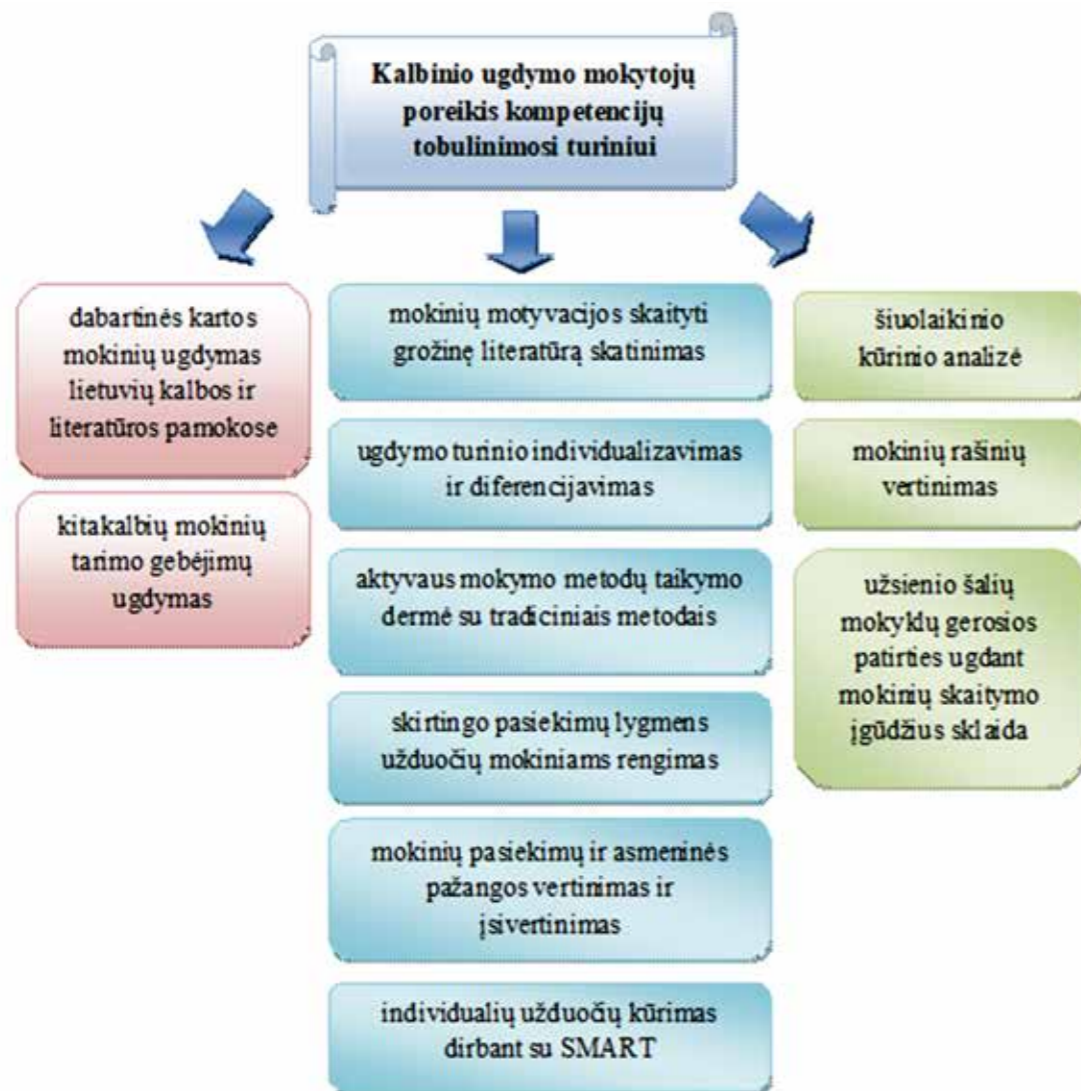 Kalbinio ugdymo mokytojų
poreikis kompetencijų
tobulinimosi turiniui
dabartinės kartos
mokinių ugdymas
lietuvių kalbos ir
literatūros pamokose
kitakalbių mokinių
tarimo gebėjimų
ugdymas
mokinių motyvacijos skaityti
grožinę literatūrą skatinimas
ugdymo turinio individualizavimas
ir diferencijavimas
aktyvaus mokymo metodų taikymo
dermė su tradiciniais metodais
skirtingo pasiekimų lygmens
užduočių mokiniams rengimas
mokinių pasiekimų ir asmeninės
pažangos vertinimas ir
įsivertinimas
individualių užduočių kūrimas
dirbant su SMART
šiuolaikinio
kūrinio analizė
mokinių rašinių
vertinimas
užsienio šalių
mokyklų gerosios
patirties ugdant
mokinių skaitymo
įgūdžius sklaida